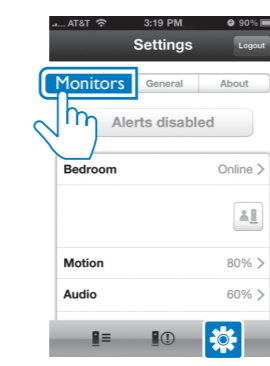 AT&T 3:19 PM 90%
Settings Logout
Monitors General About
Alerts disabled
Bedroom Online >
Motion 80% >
Audio 60% >